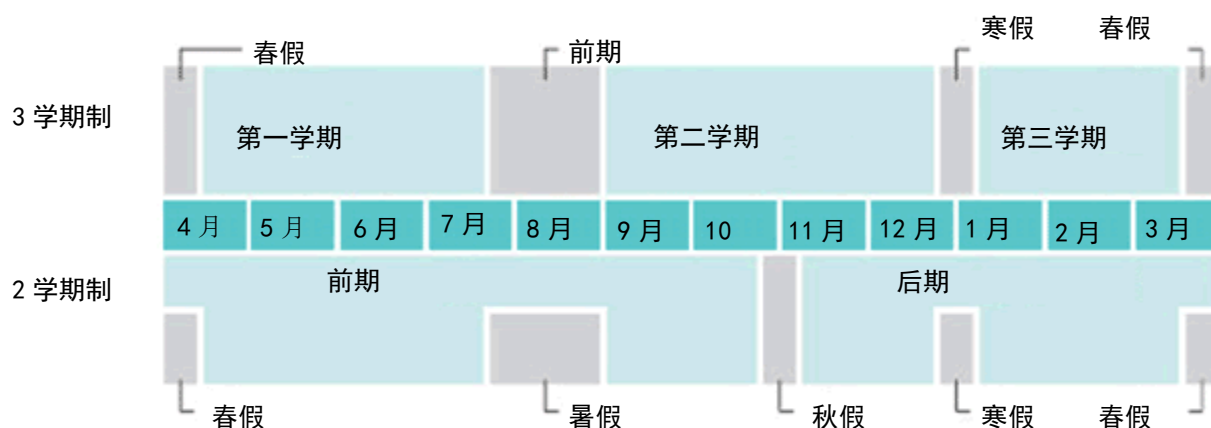 寒假 春假
春假 前期
3 学期制
第一学期 第二学期 第三学期
4 月 5 月 6 月 7 月 8 月 9 月 10 11 月 12 月 1 月 2 月 3 月
前期 后期
2 学期制
春假 暑假 秋假 寒假 春假